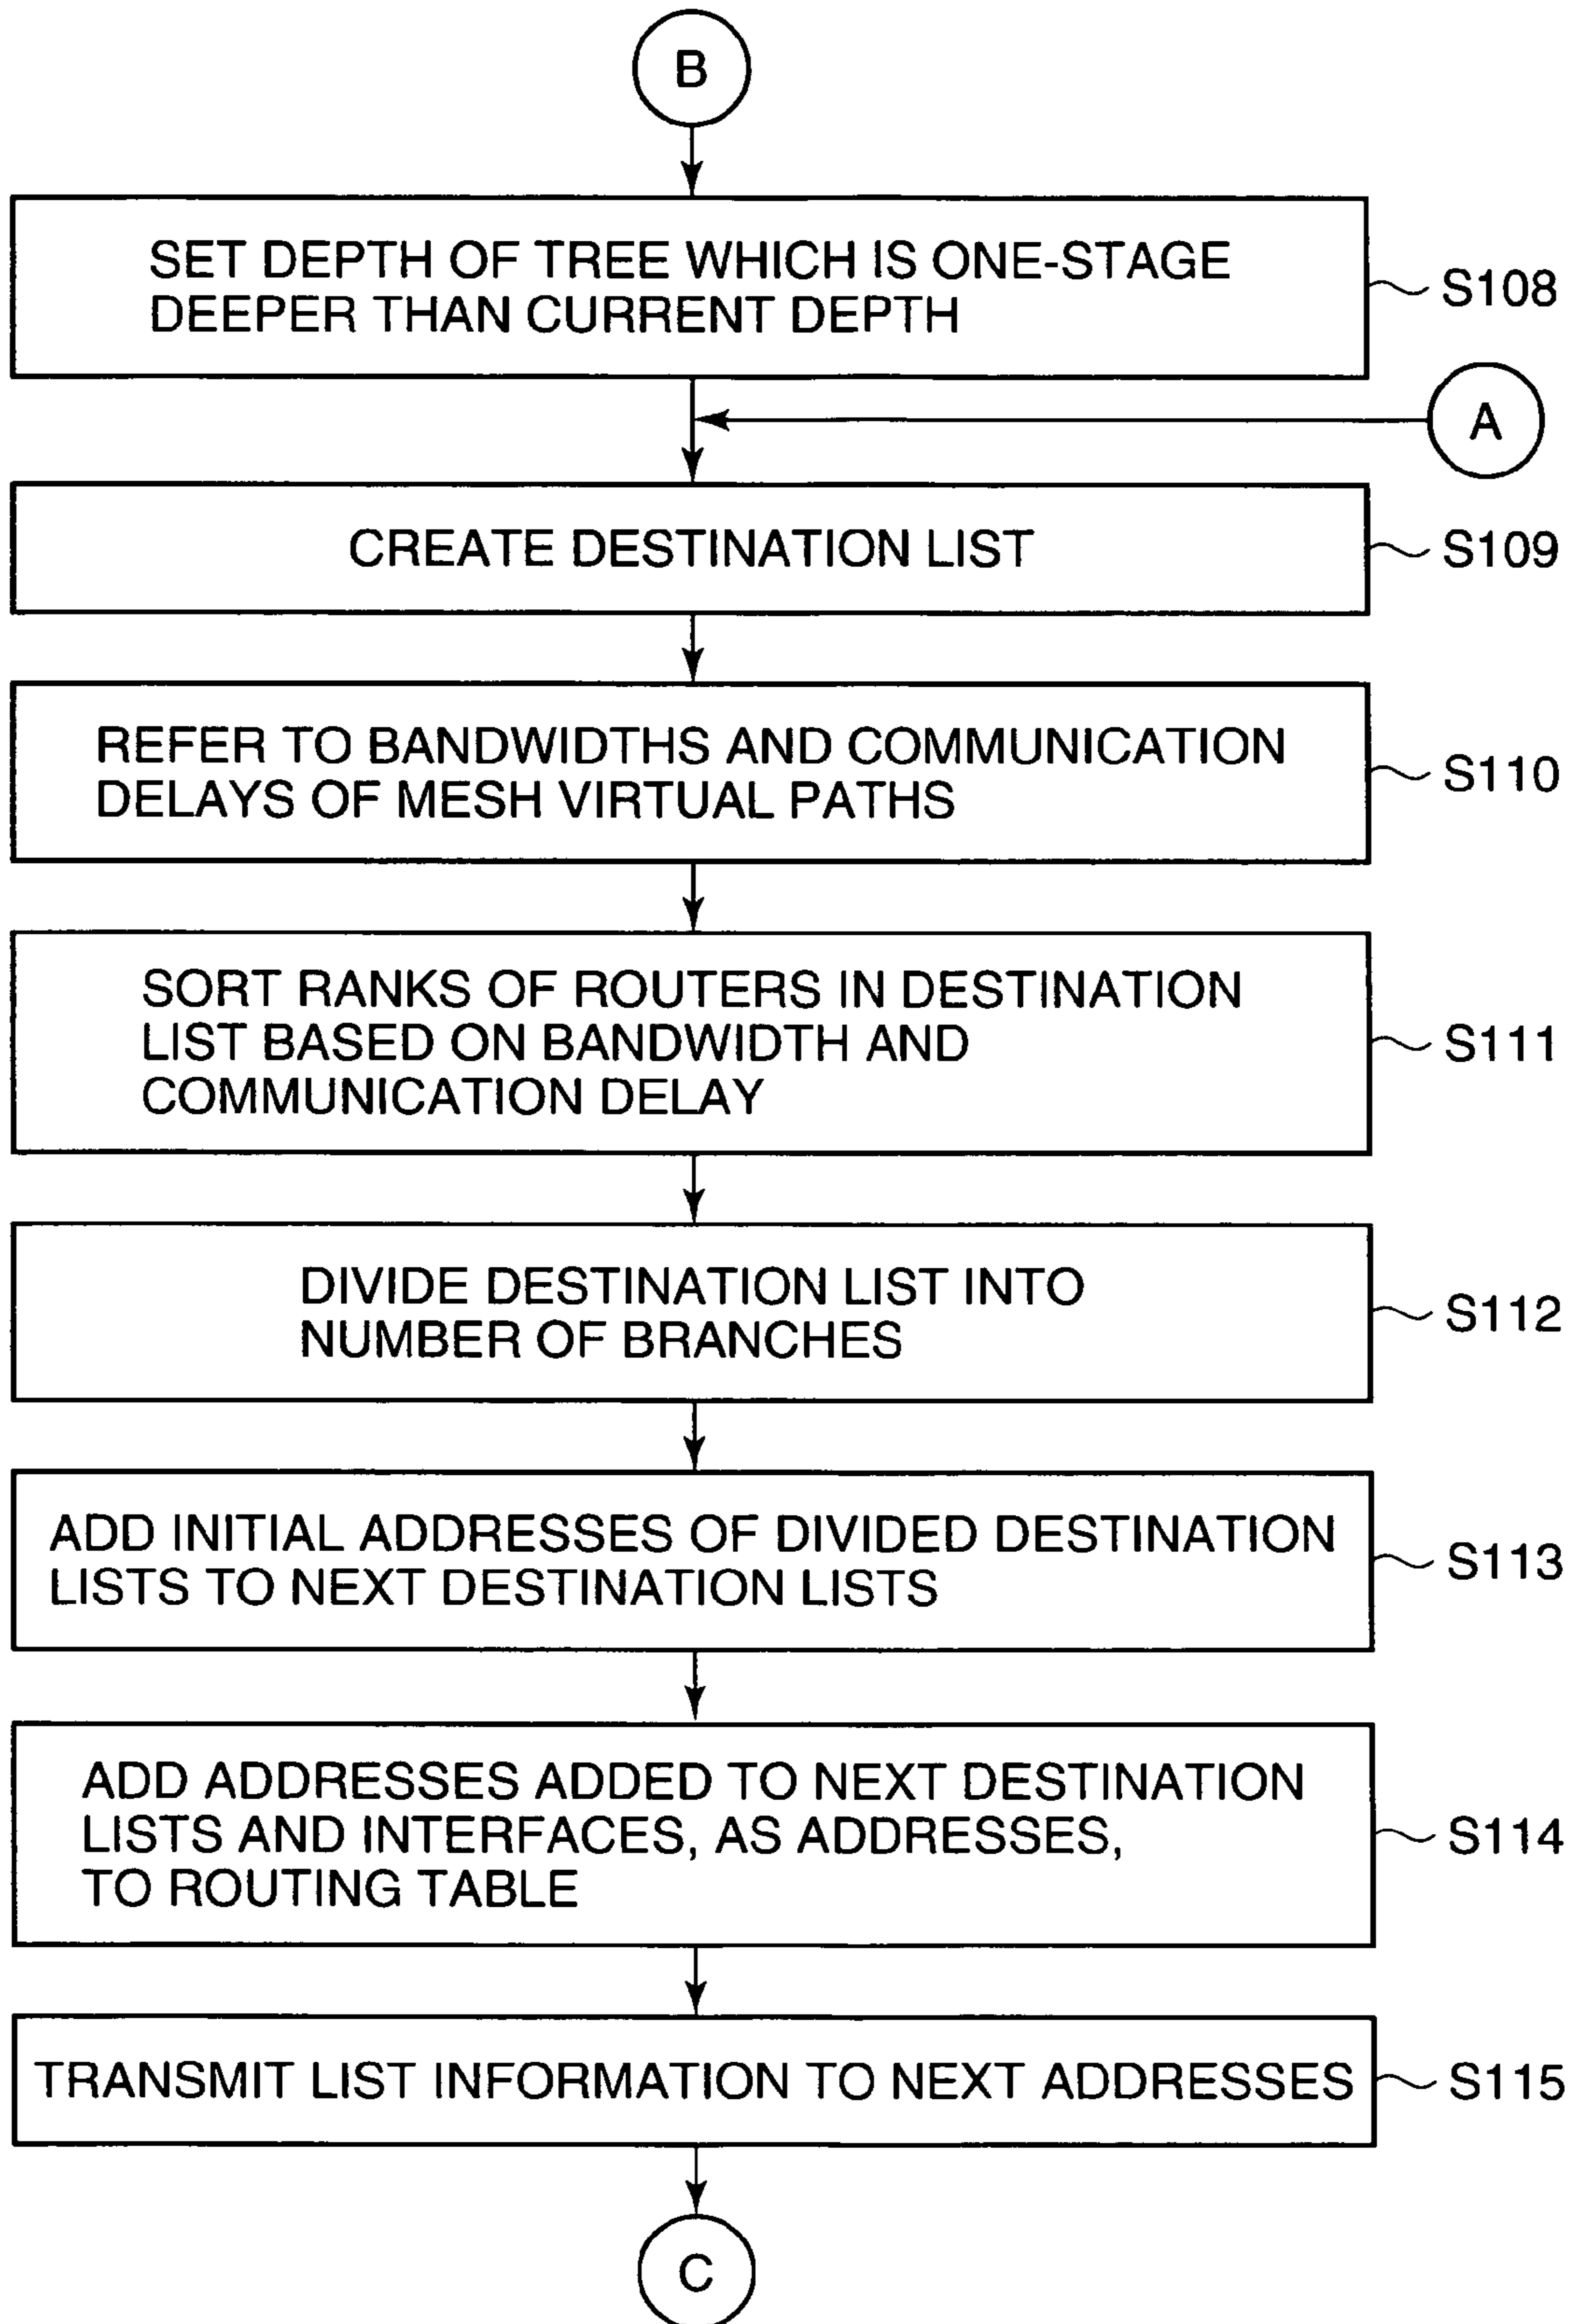 B
SET DEPTH OF TREE WHICH IS ONE-STAGE
DEEPER THAN CURRENT DEPTH
S108
A
CREATE DESTINATION LIST
S109
REFER TO BANDWIDTHS AND COMMUNICATION
DELAYS OF MESH VIRTUAL PATHS
S110
SORT RANKS OF ROUTERS IN DESTINATION
LIST BASED ON BANDWIDTH AND
COMMUNICATION DELAY
S111
DIVIDE DESTINATION LIST INTO
NUMBER OF BRANCHES
S112
ADD INITIAL ADDRESSES OF DIVIDED DESTINATION
LISTS TO NEXT DESTINATION LISTS
S113
ADD ADDRESSES ADDED TO NEXT DESTINATION
LISTS AND INTERFACES, AS ADDRESSES,
TO ROUTING TABLE
S114
TRANSMIT LIST INFORMATION TO NEXT ADDRESSES
S115
C